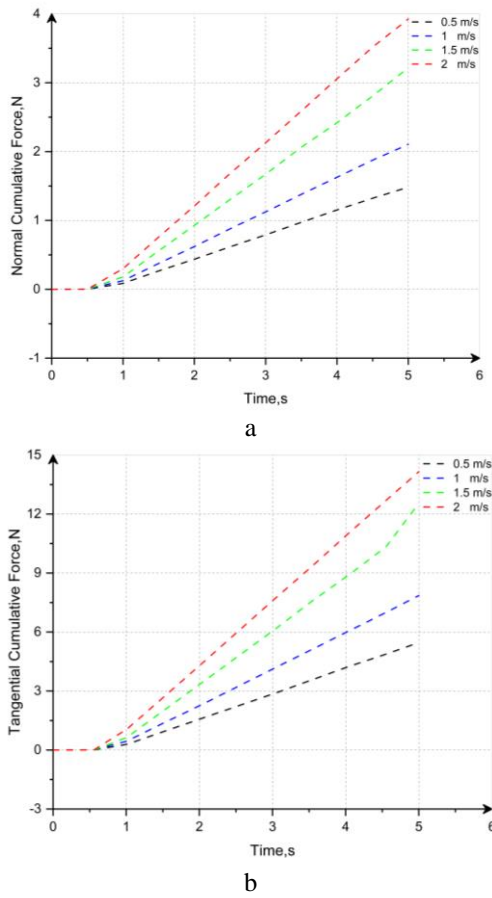 4
3
2
1
0
-1
Normal Cumulative Force,N
0.5 m/s
1 m/s
1.5 m/s
2 m/s
0 1 2 3 4 5 6
Time,s
a
15
12
9
6
3
0
-3
Tangential Cumulative Force,N
0.5 m/s
1 m/s
1.5 m/s
2 m/s
0 1 2 3 4 5 6
Time,s
b